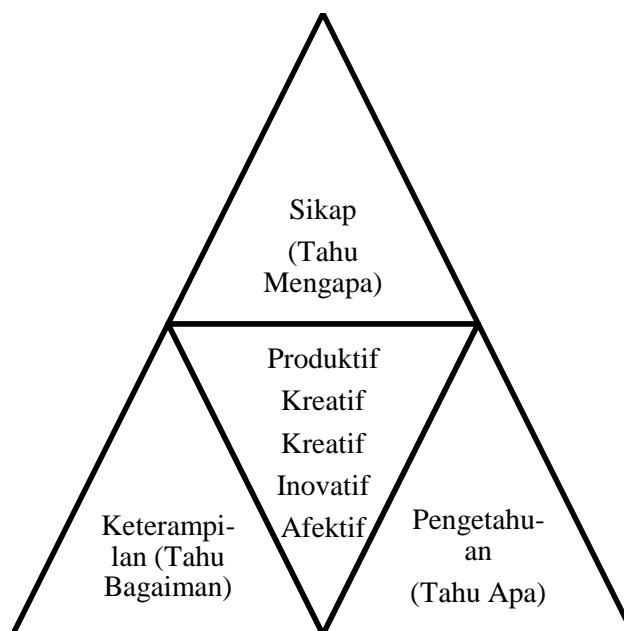 Sikap
(Tahu
Mengapa)
Produktif
Kreatif
Kreatif
Inovatif
Afektif
Keterampi-
lan (Tahu
Bagaiman)
Pengetahu-
an
(Tahu Apa)